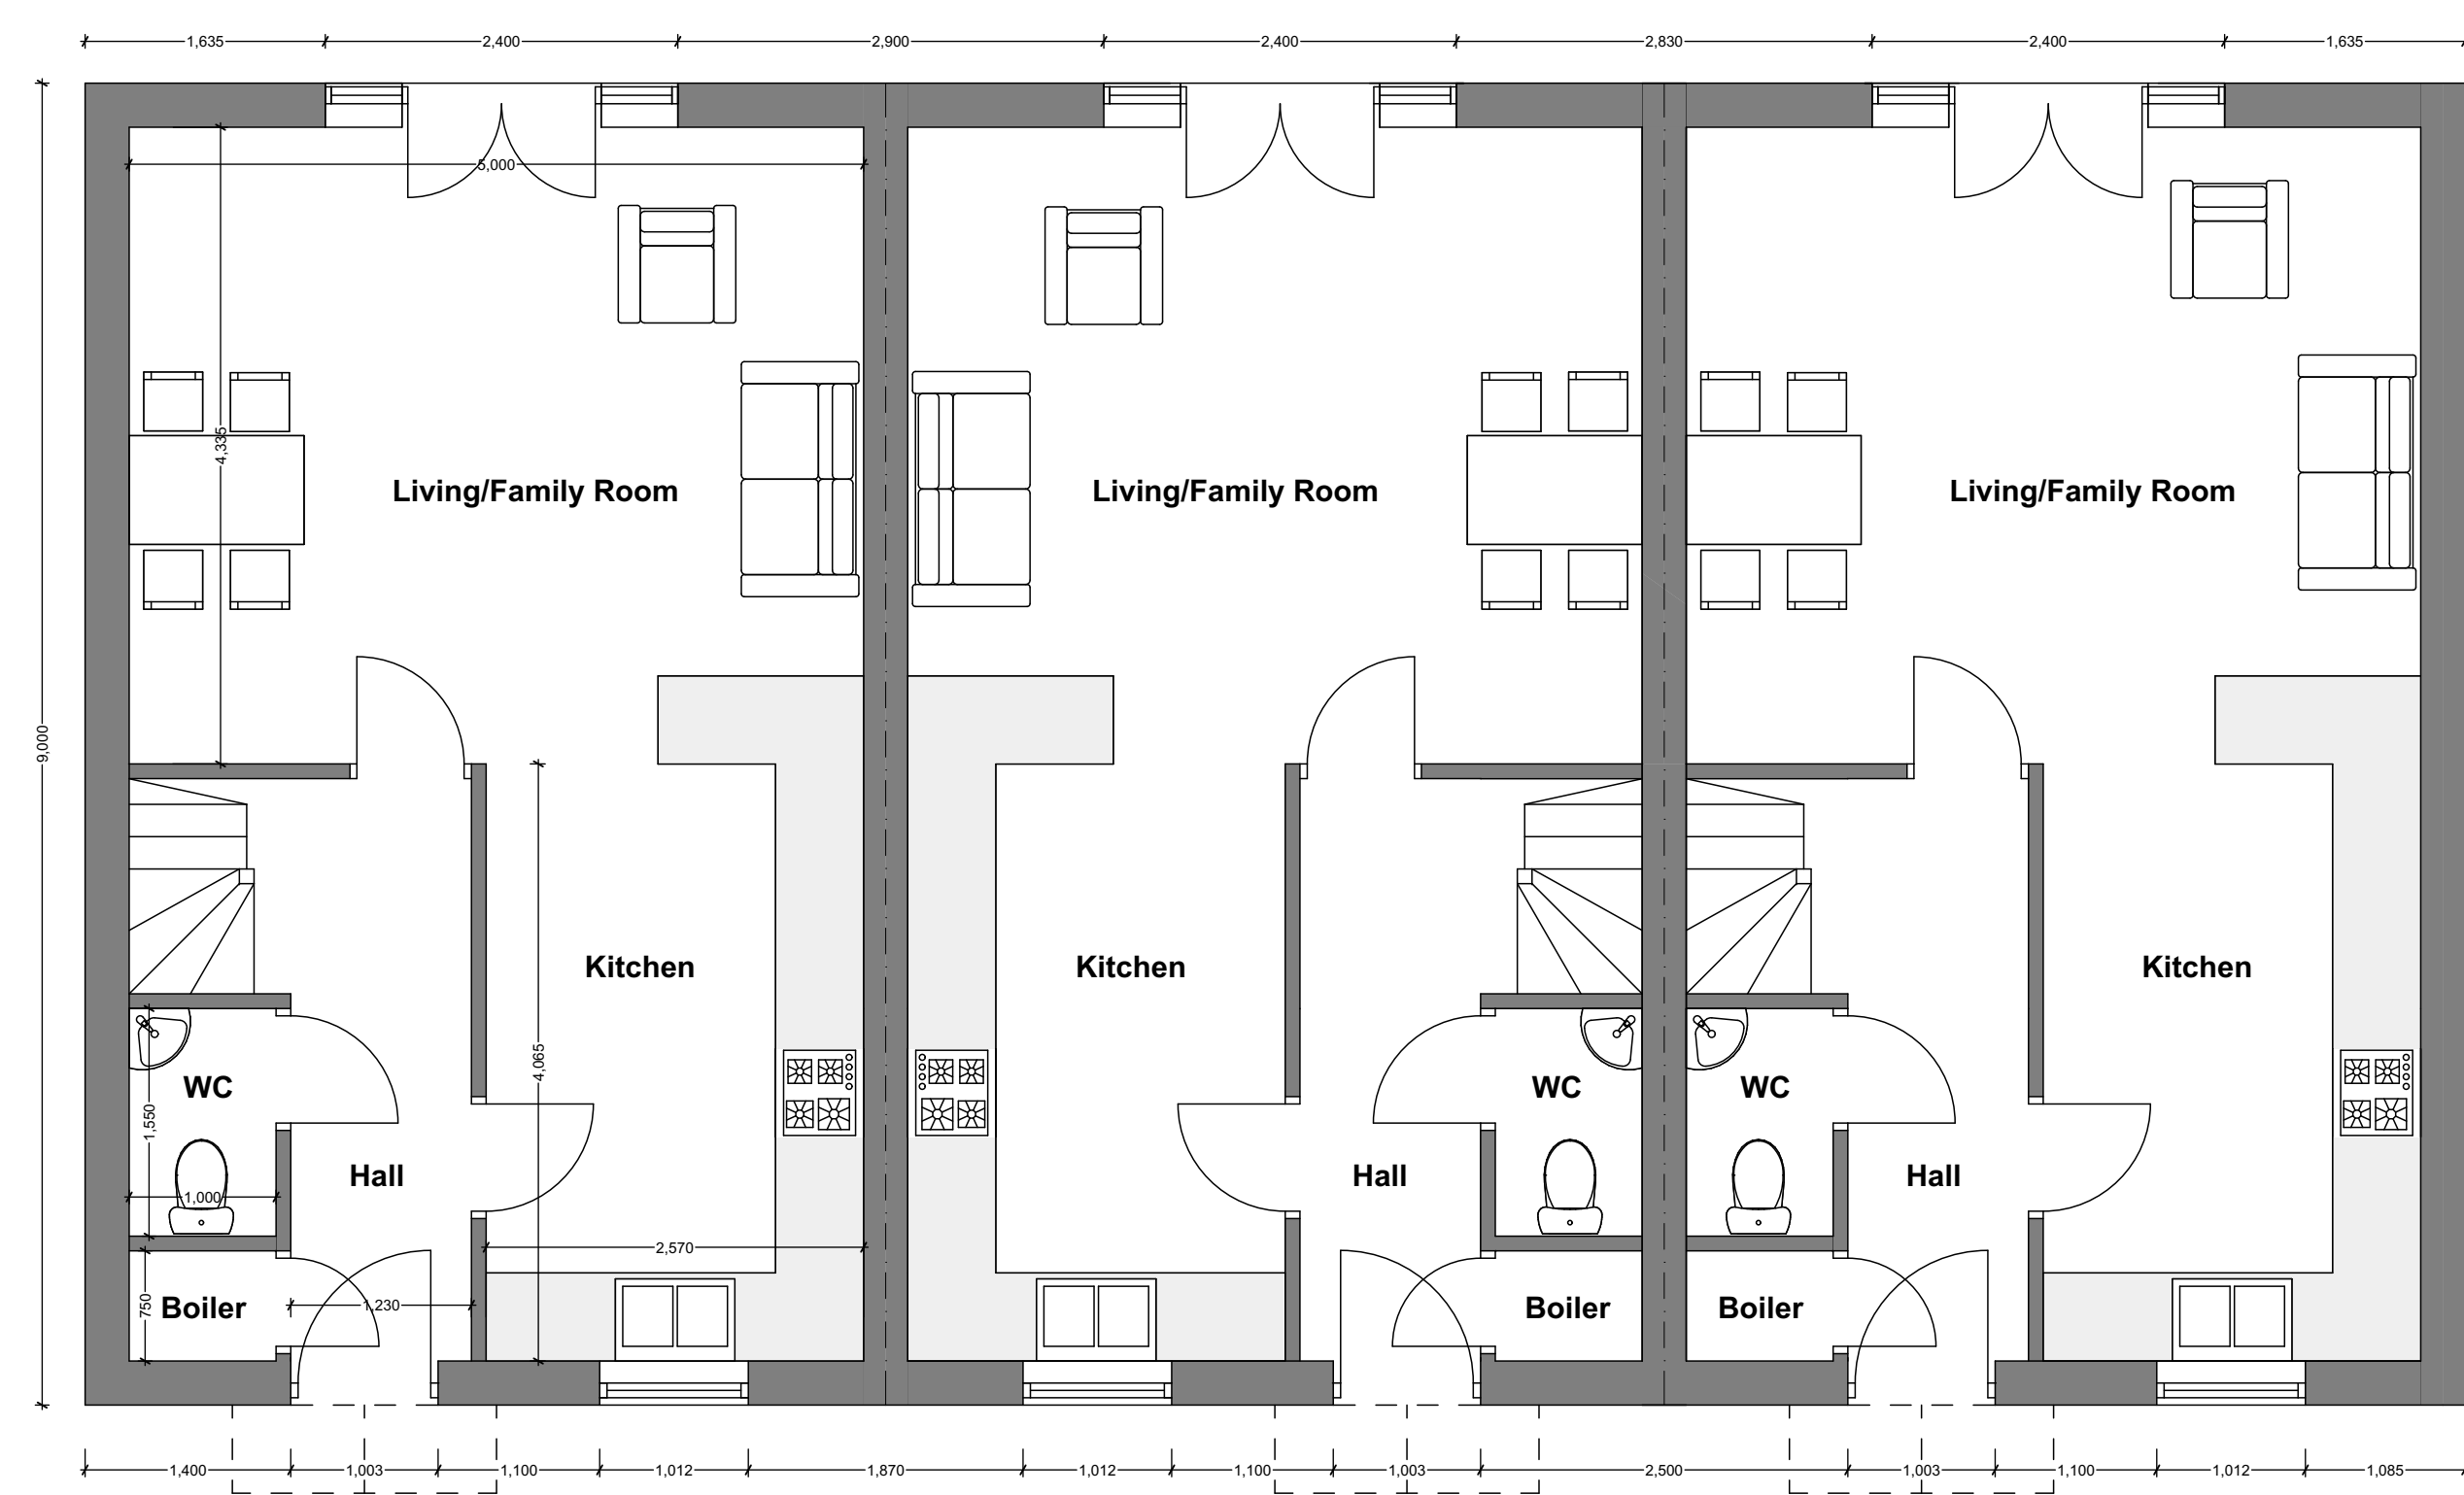 1,635 2,400 2,900 2,400 2,830 2,400 1,635
5,000
4,335
Living/Family Room Living/Family Room Living/Family Room
9,000
Kitchen Kitchen Kitchen
4,065
WC WC WC
1,550
Hall Hall Hall
1,000
2,570
750
Boiler 1,230 Boiler Boiler
1,400 1,003 1,100 1,012 1,870 1,012 1,100 1,003 2,500 1,003 1,100 1,012 1,085